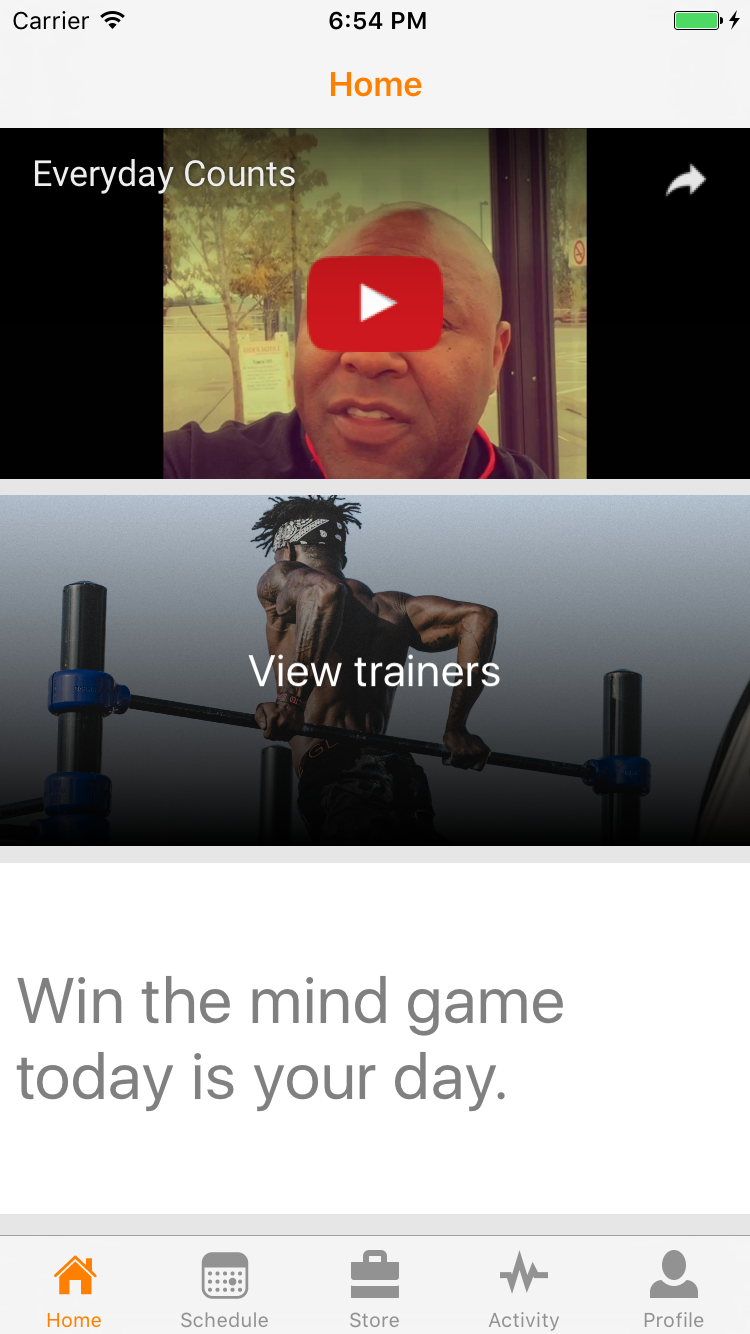 Carrier 6:54 PM
Home
Everyday Counts
View trainers
Win the mind game
today is your day.
Home Schedule Store Activity Profile